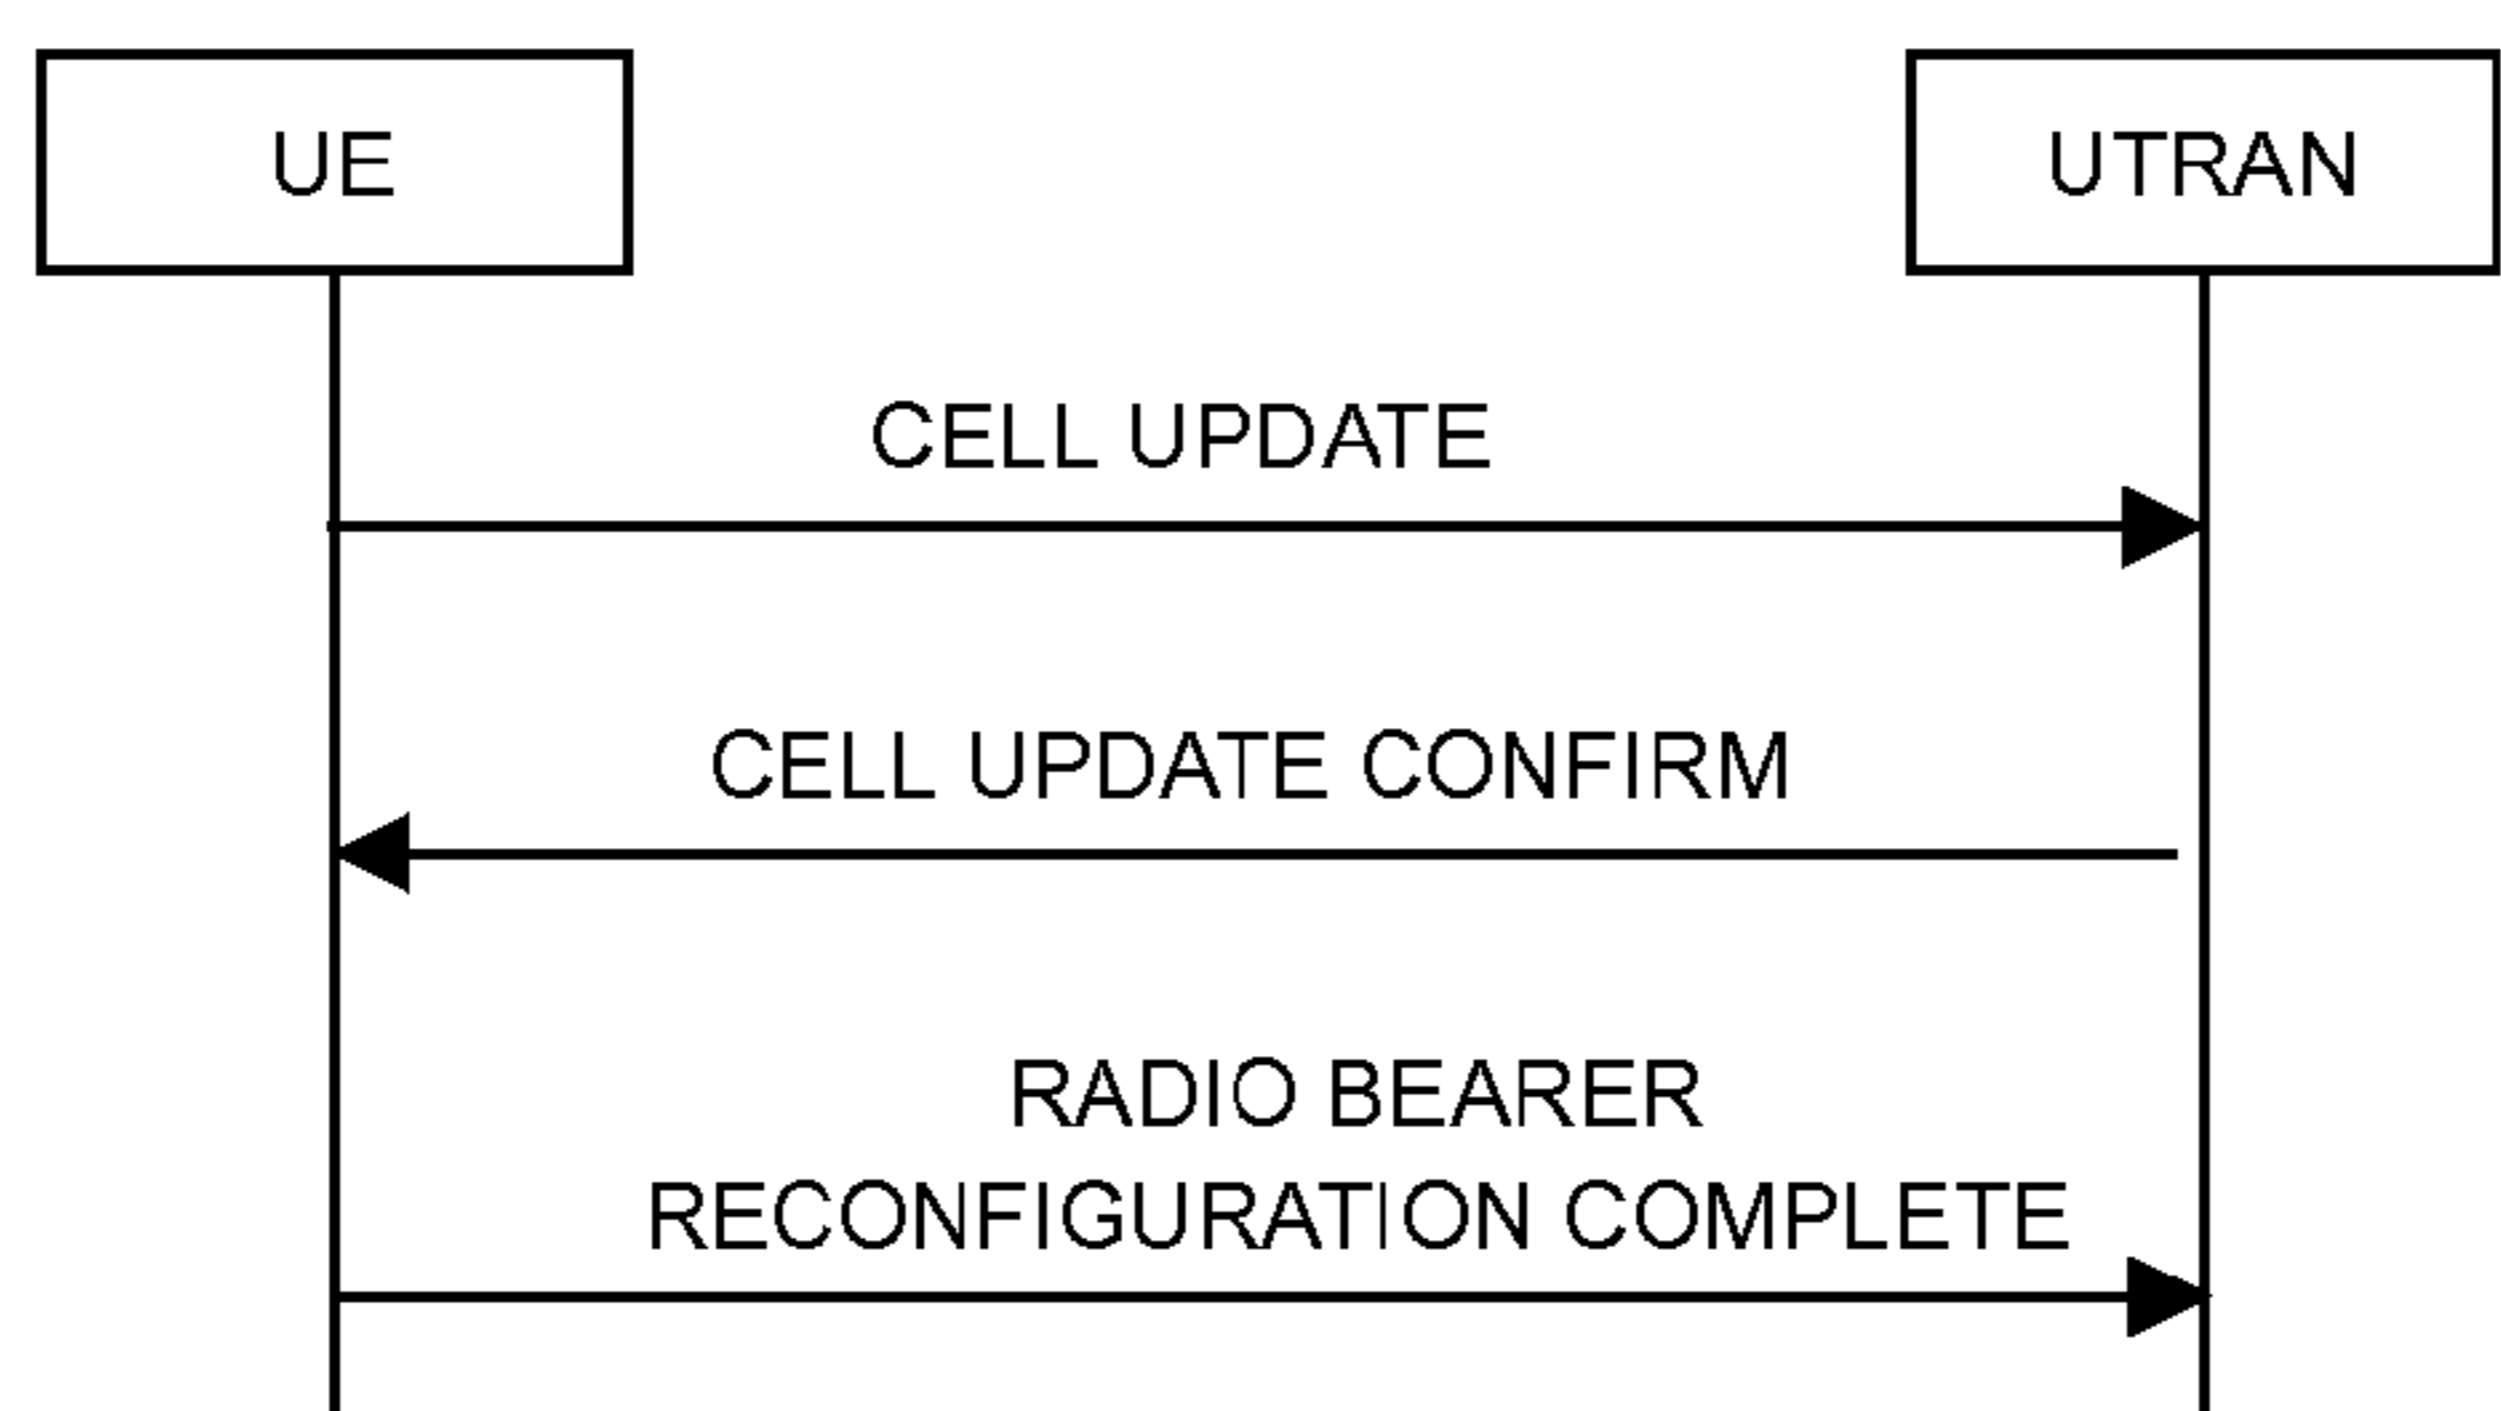 UE
UTRAN
CELL UPDATE
CELL UPDATE CONFIRM
RADIO BEARER
RECONFIGURATION COMPLETE